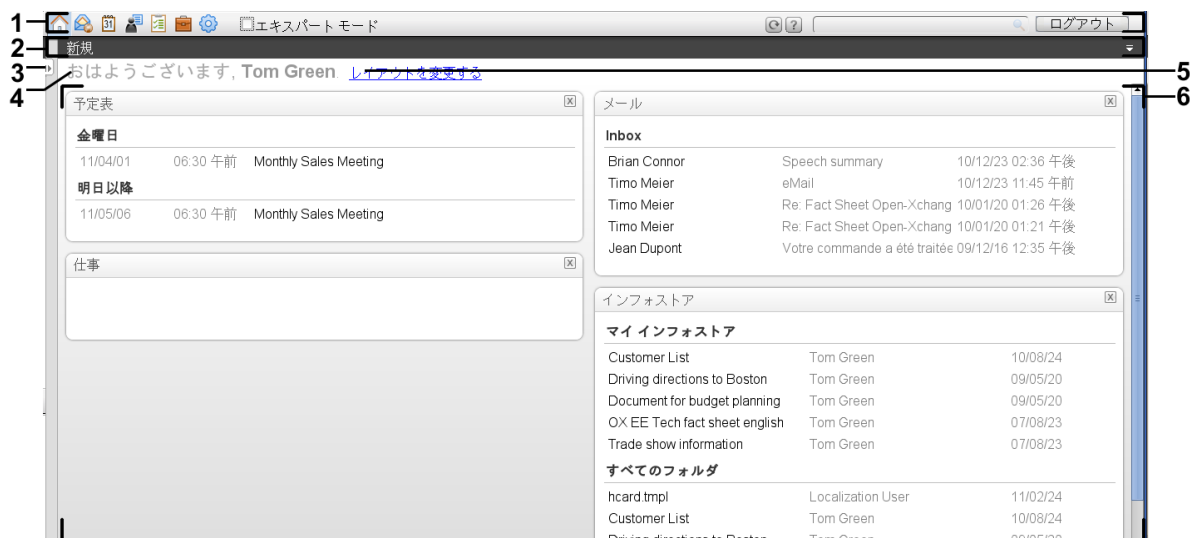 1
31
エキスパート モード
?
ログアウト
2
新規
3
4
おはようございます, Tom Green. レイアウトを変更する
5
6
予定表 x
金曜日
11/04/01 06:30 午前 Monthly Sales Meeting
明日以降
11/05/06 06:30 午前 Monthly Sales Meeting
仕事 x
メール x
Inbox
Brian Connor Speech summary 10/12/23 02:36 午後
Timo Meier eMail 10/12/23 11:45 午前
Timo Meier Re: Fact Sheet Open-Xchang 10/01/20 01:26 午後
Timo Meier Re: Fact Sheet Open-Xchang 10/01/20 01:21 午後
Jean Dupont Votre commande a été traitée 09/12/16 12:35 午後
インフォストア x
マイ インフォストア
Customer List Tom Green 10/08/24
Driving directions to Boston Tom Green 09/05/20
Document for budget planning Tom Green 09/05/20
OX EE Tech fact sheet english Tom Green 07/08/23
Trade show information Tom Green 07/08/23
すべてのフォルダ
hcard.tmpl Localization User 11/02/24
Customer List Tom Green 10/08/24
Driving directions to Boston Tom Green 09/05/20